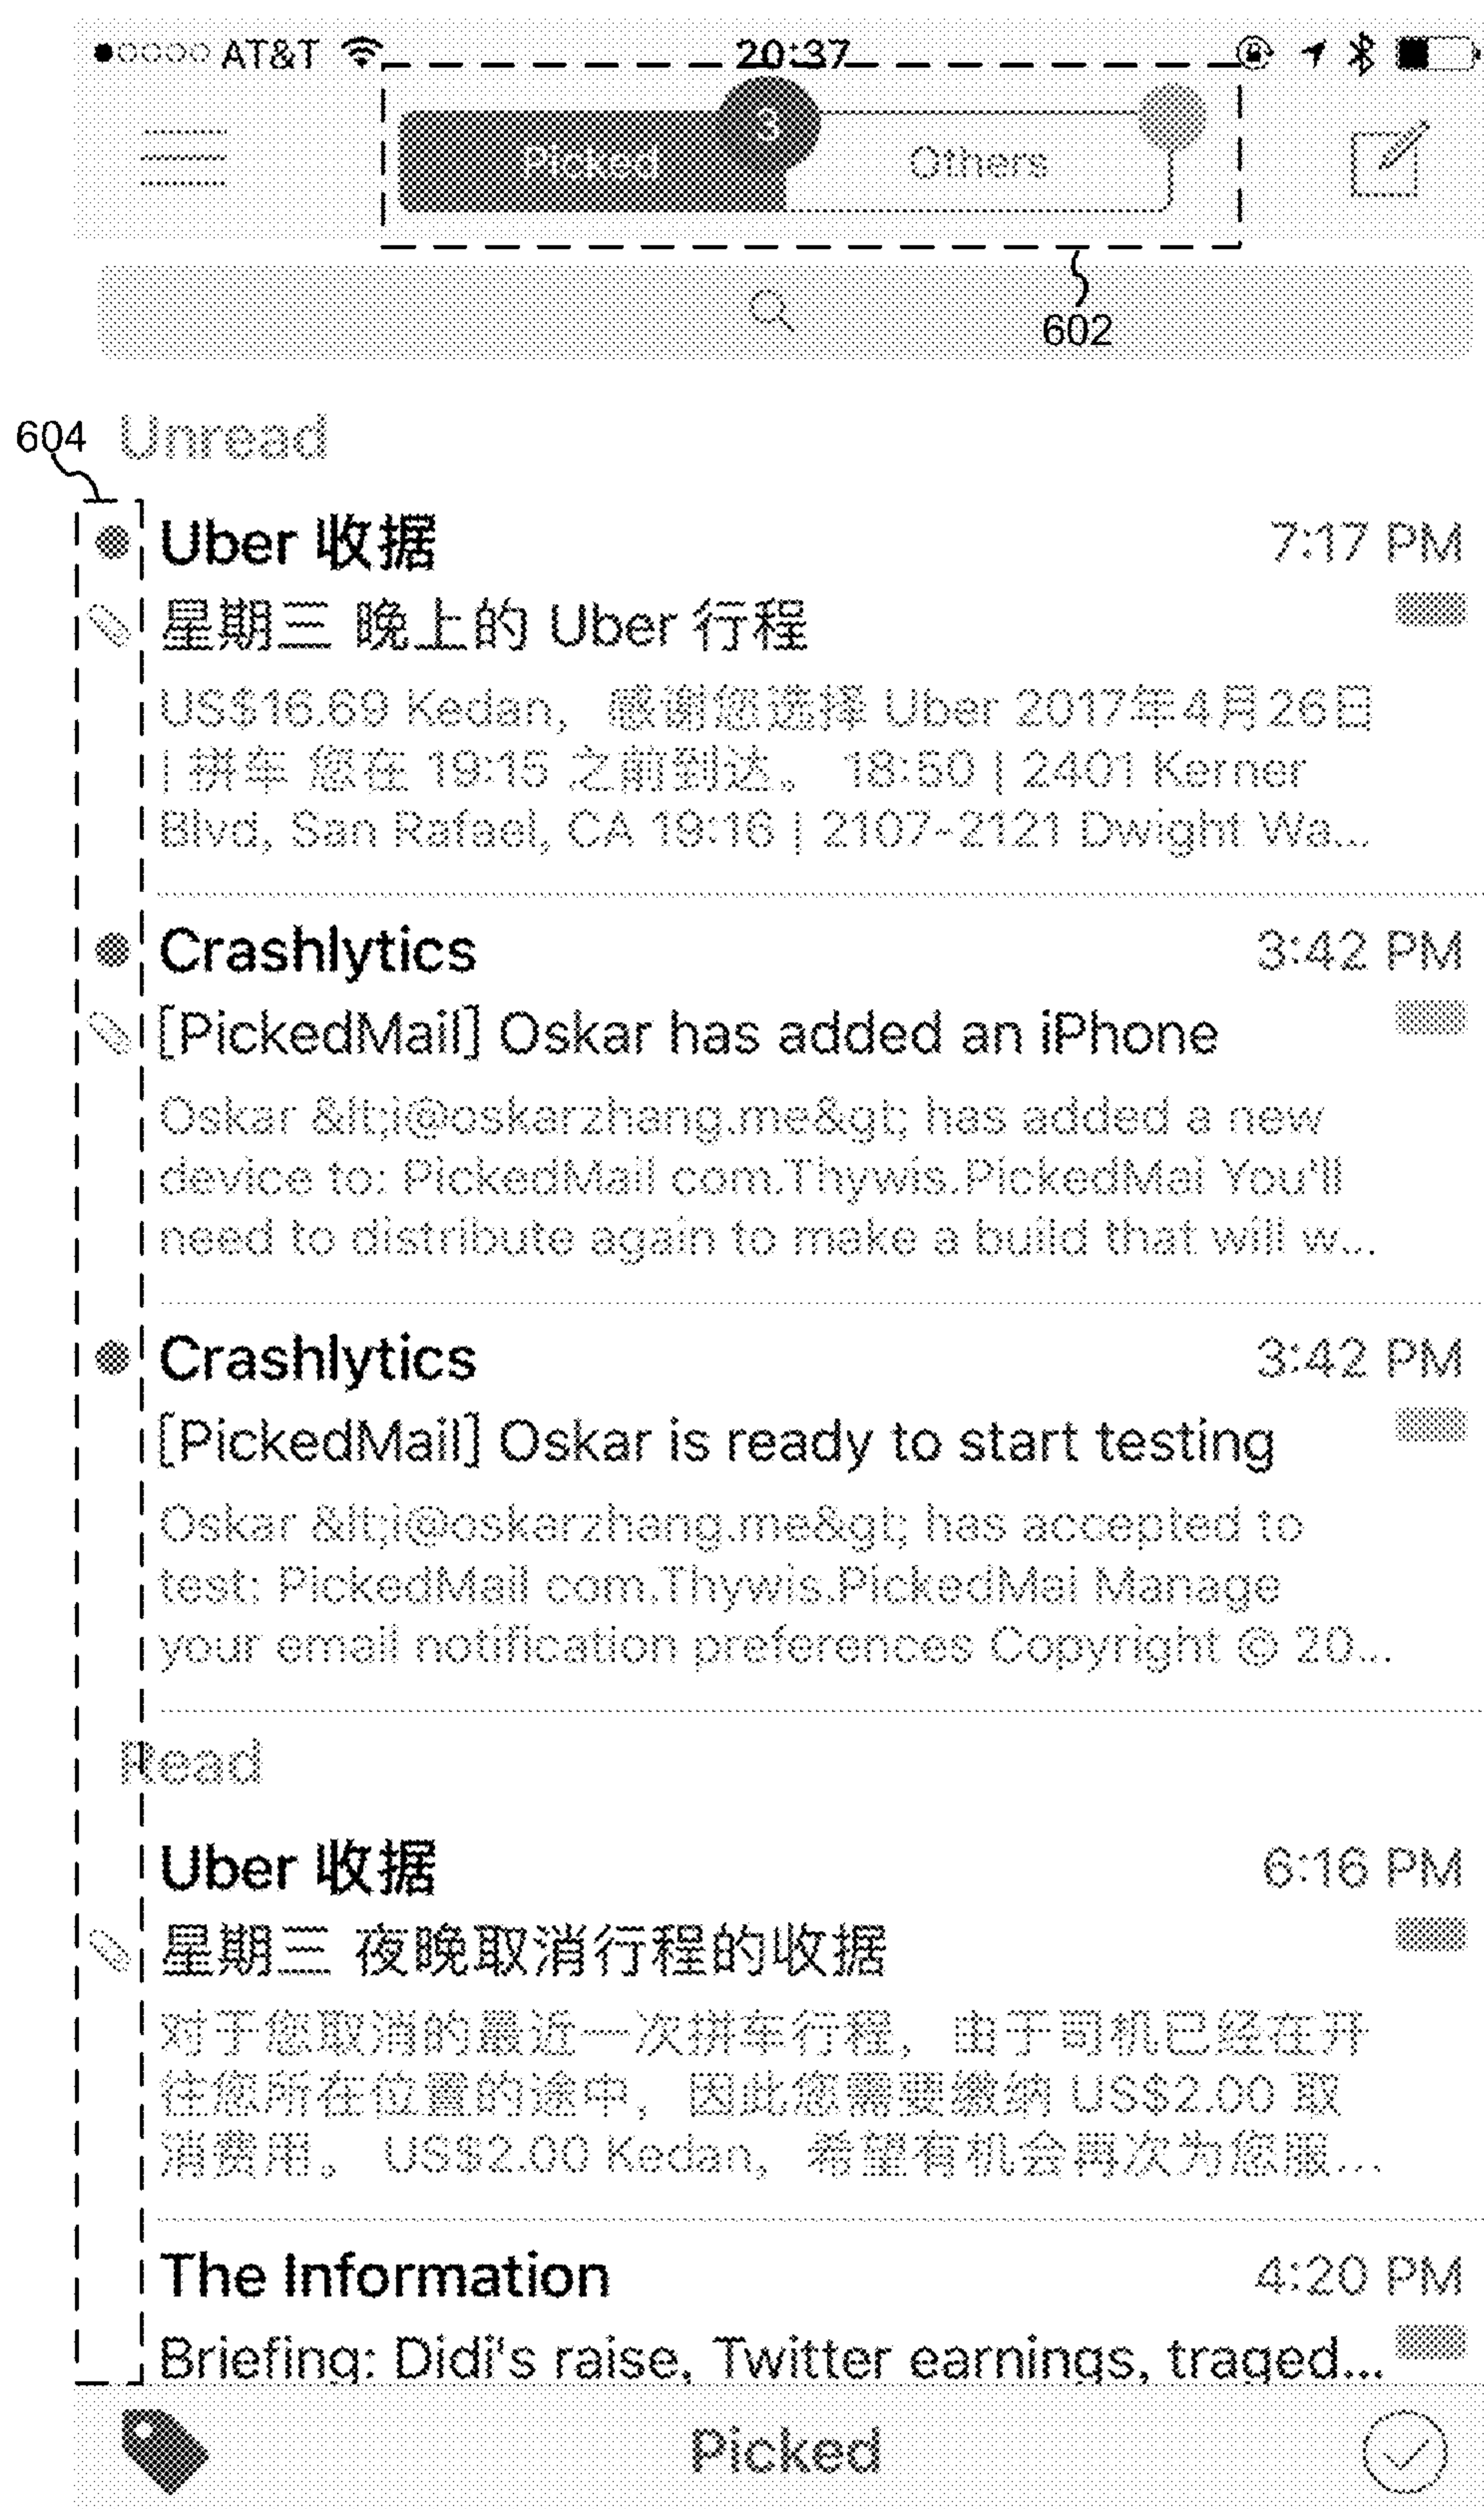 AT&T 20:37
3
Picked Others
602
604 Unread
Uber 收据 7:17 PM
星期三 晚上的 Uber 行程
US$16.69 Kedan，感谢您选择 Uber 2017年4月26日
| 拼车 您在 19:15 之前到达。 18:50 | 2401 Kerner
Blvd, San Rafael, CA 19:16 | 2107-2121 Dwight Wa...
Crashlytics 3:42 PM
[PickedMail] Oskar has added an iPhone
Oskar &lt;i@oskarzhang.me&gt; has added a new
device to: PickedMail com.Thywis.PickedMai You'll
need to distribute again to make a build that will w...
Crashlytics 3:42 PM
[PickedMail] Oskar is ready to start testing
Oskar &lt;i@oskarzhang.me&gt; has accepted to
test: PickedMail com.Thywis.PickedMai Manage
your email notification preferences Copyright © 20...
Read
Uber 收据 6:16 PM
星期三 夜晚取消行程的收据
对于您取消的最近一次拼车行程，由于司机已经在开
往您所在位置的途中，因此您需要缴纳 US$2.00 取
消费用。 US$2.00 Kedan，希望有机会再次为您服...
The Information 4:20 PM
Briefing: Didi's raise, Twitter earnings, traged...
Picked